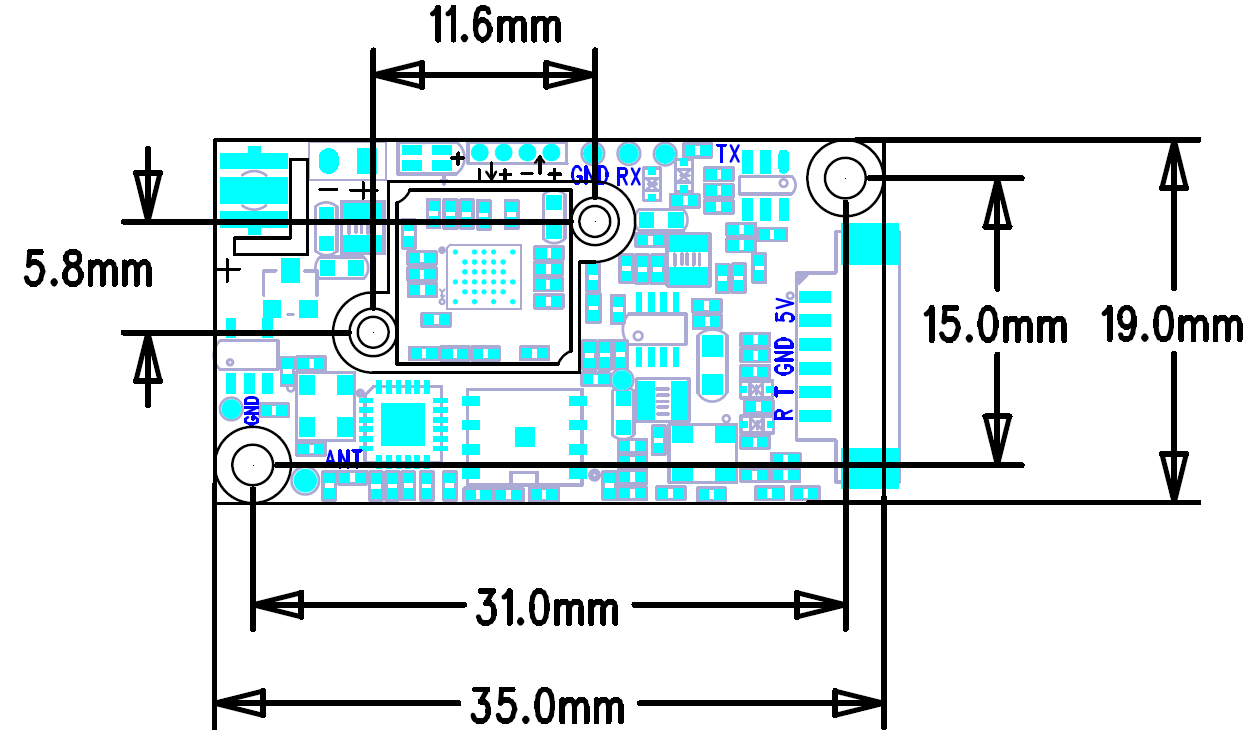 11.6mm
TX
GND RX
5.8mm
5V
GND
T
R
15.0mm
19.0mm
GND
ANT
31.0mm
35.0mm